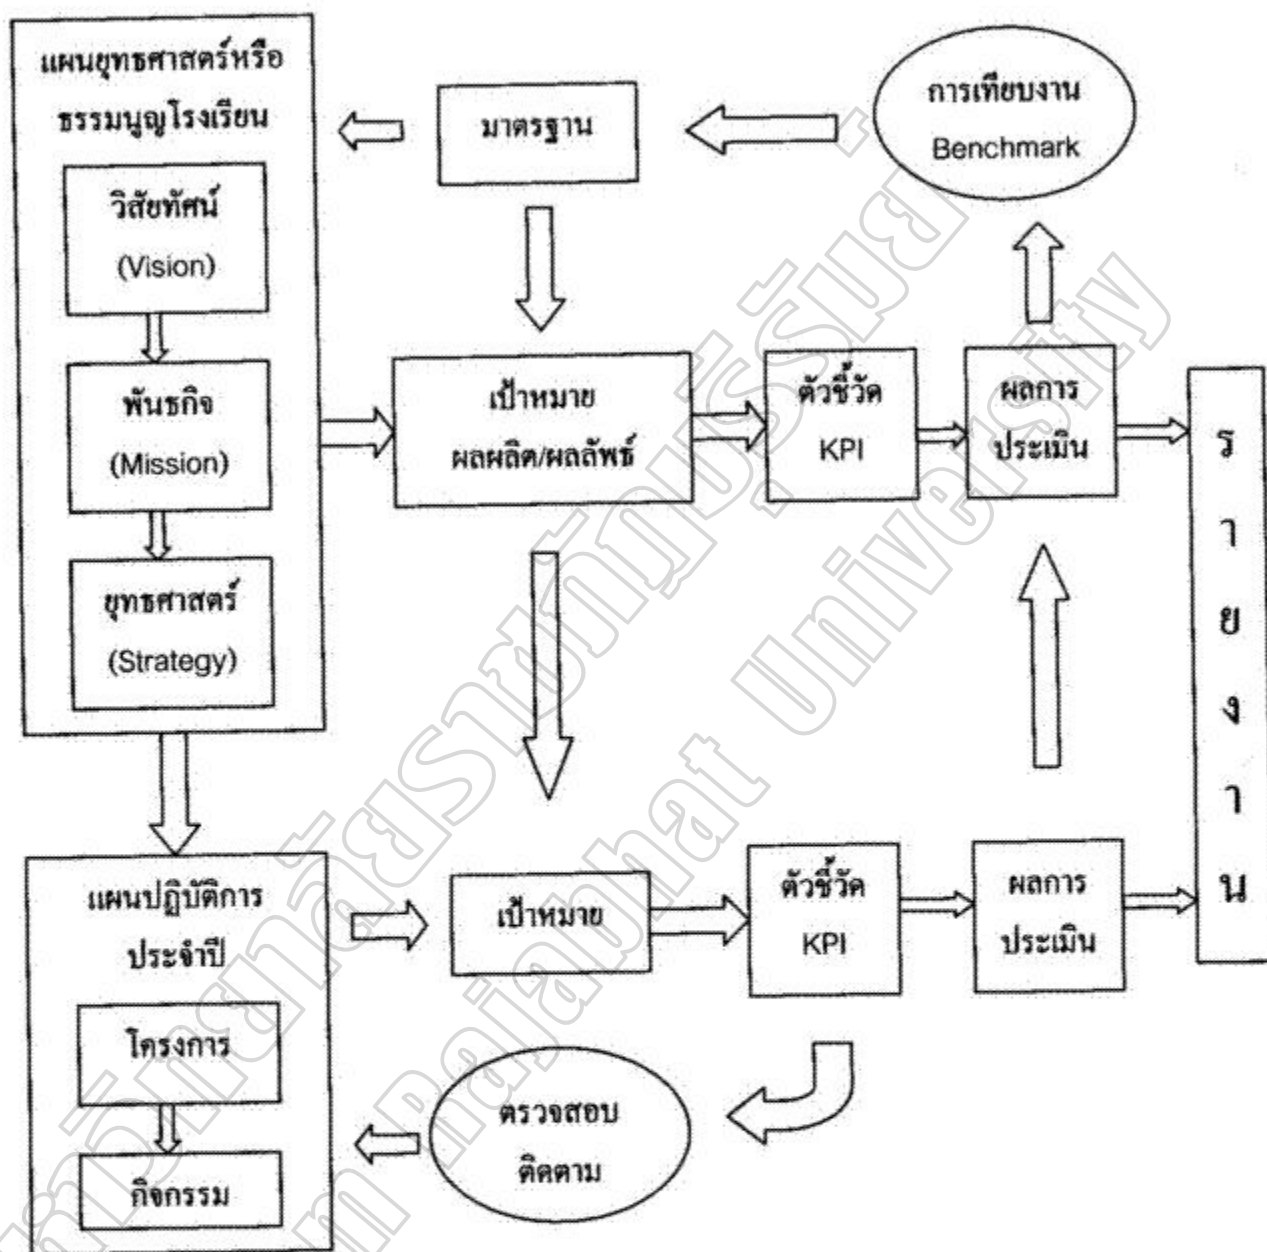 แผนยุทธศาสตร์หรือ
ธรรมนูญโรงเรียน
วิสัยทัศน์
(Vision)
พันธกิจ
(Mission)
ยุทธศาสตร์
(Strategy)
มาตรฐาน
การเทียบงาน
Benchmark
เป้าหมาย
ผลผลิต/ผลลัพธ์
ตัวชี้วัด
KPI
ผลการ
ประเมิน
รายงาน
แผนปฏิบัติการ
ประจำปี
โครงการ
กิจกรรม
เป้าหมาย
ตัวชี้วัด
KPI
ผลการ
ประเมิน
ตรวจสอบ
ติดตาม
Rajabhat University